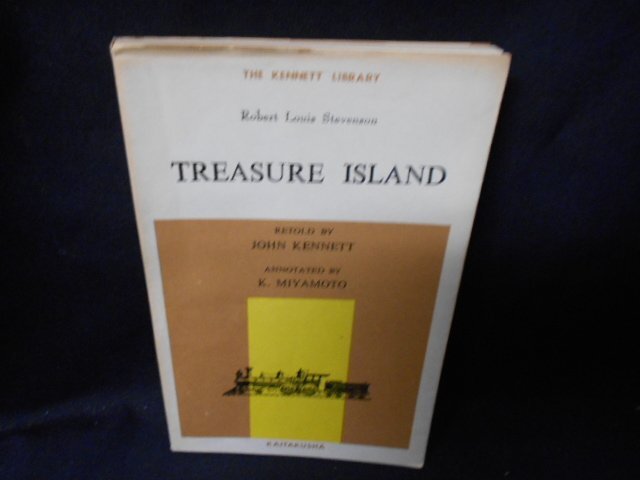 THE KENNETT LIBRARY
Robert Louis Stevenson
TREASURE ISLAND
RETOLD BY
JOHN KENNETT
ANNOTATED BY
K. MIYAMOTO
KAITAKUSHA